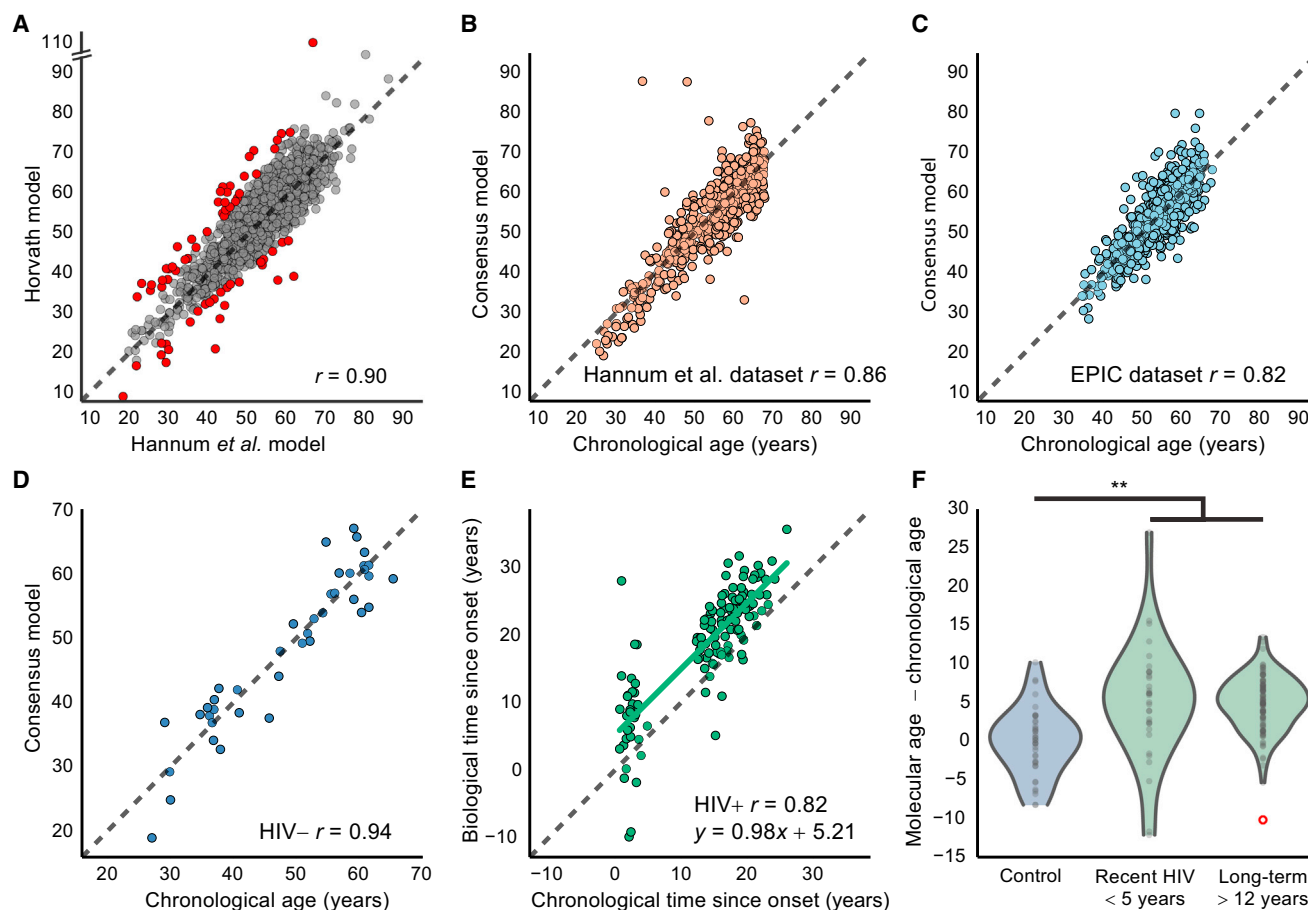 A
110
90
80
70
60
50
40
30
20
10
Horvath model
r = 0.90
10 20 30 40 50 60 70 80 90
Hannum et al. model
B
90
80
70
60
50
40
30
20
10
Consensus model
Hannum et al. dataset r = 0.86
10 20 30 40 50 60 70 80 90
Chronological age (years)
C
90
80
70
60
50
40
30
20
10
Consensus model
EPIC dataset r = 0.82
10 20 30 40 50 60 70 80 90
Chronological age (years)
D
70
60
50
40
30
20
Consensus model
HIV− r = 0.94
20 30 40 50 60 70
Chronological age (years)
E
30
20
10
0
−10
Biological time since onset (years)
HIV+ r = 0.82
y = 0.98x + 5.21
−10 0 10 20 30
Chronological time since onset (years)
F
**
30
25
20
15
10
5
0
−5
−10
−15
Molecular age − chronological age
Control
Recent HIV
< 5 years
Long-term
> 12 years